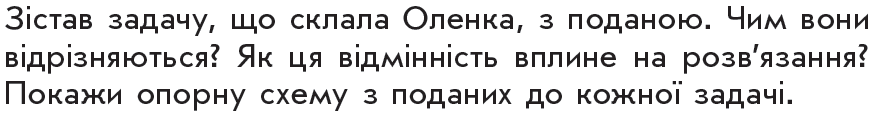 Зістав задачу, що склала Оленка, з поданою. Чим вони
відрізняються? Як ця відмінність вплине на розв’язання?
Покажи опорну схему з поданих до кожної задачі.